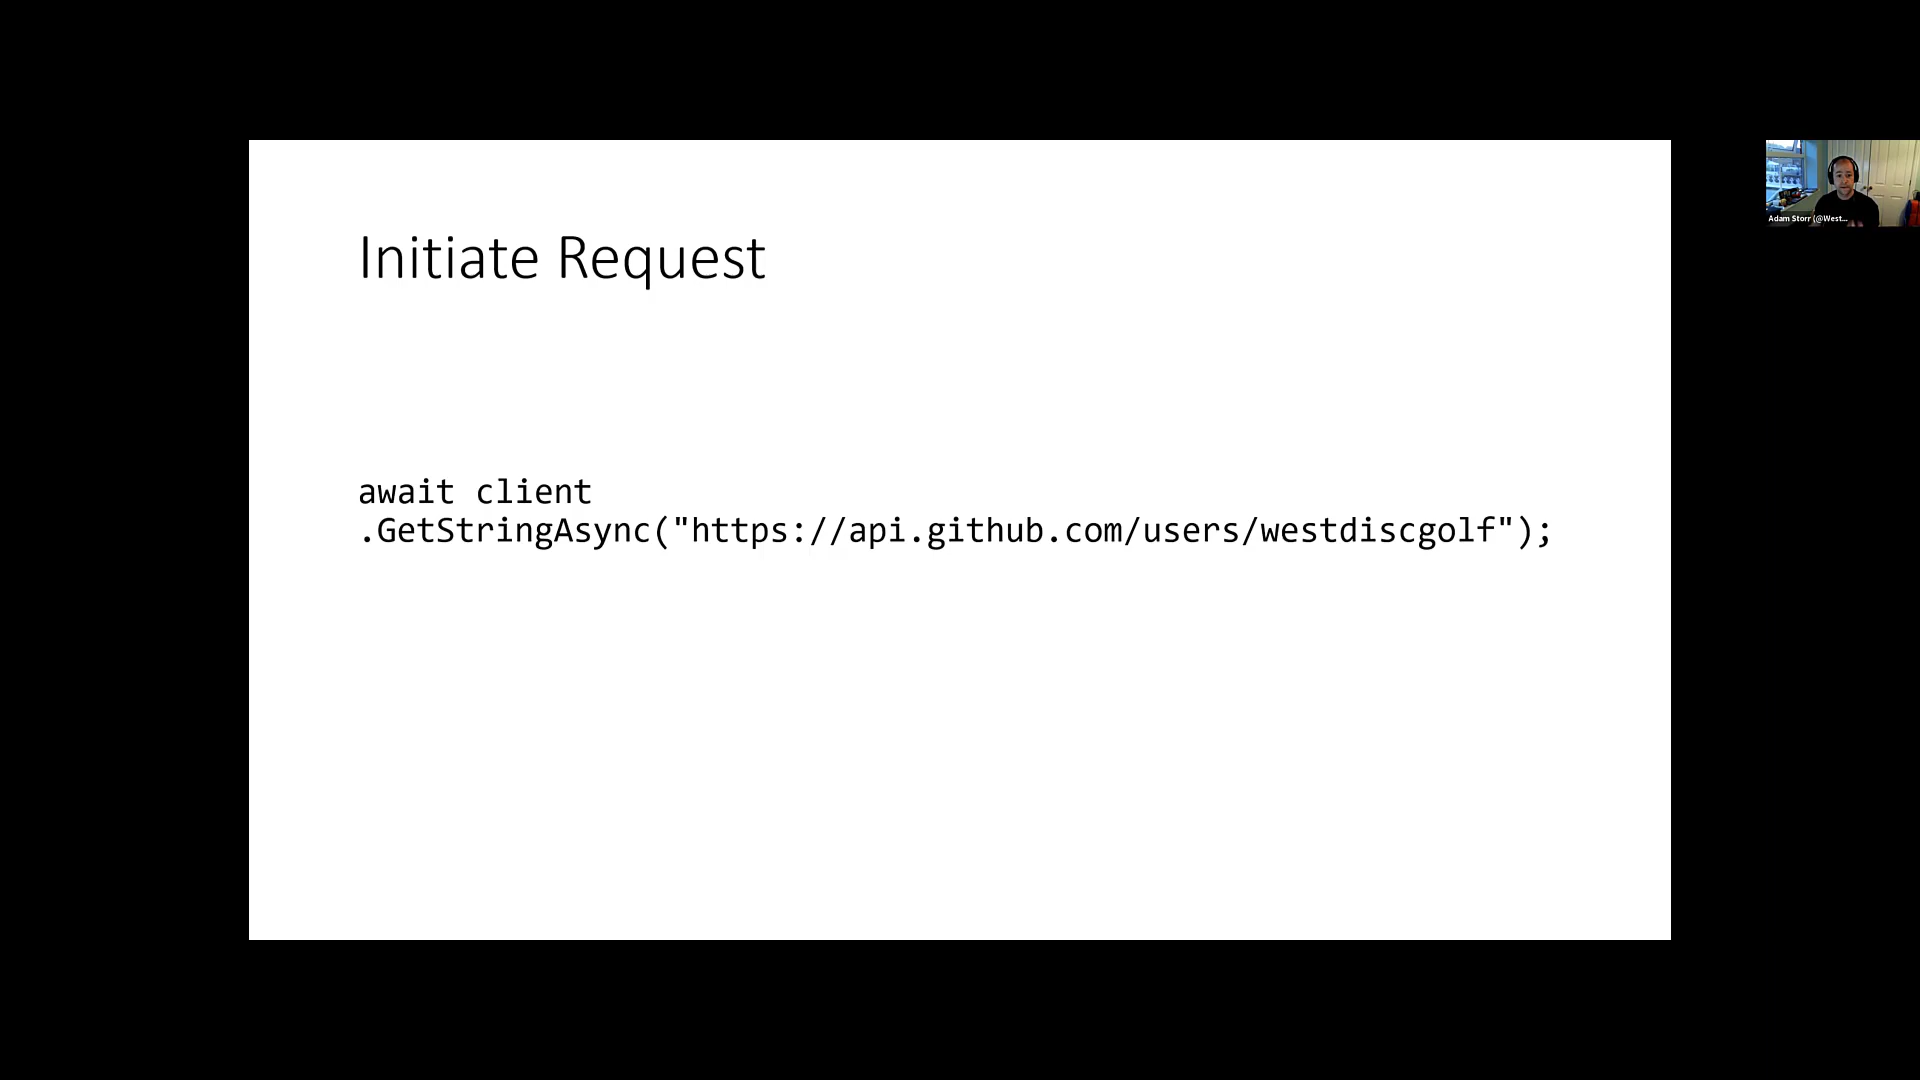 Initiate Request
await client
.GetStringAsync("https://api.github.com/users/westdiscgolf");
Adam Storr (@West...